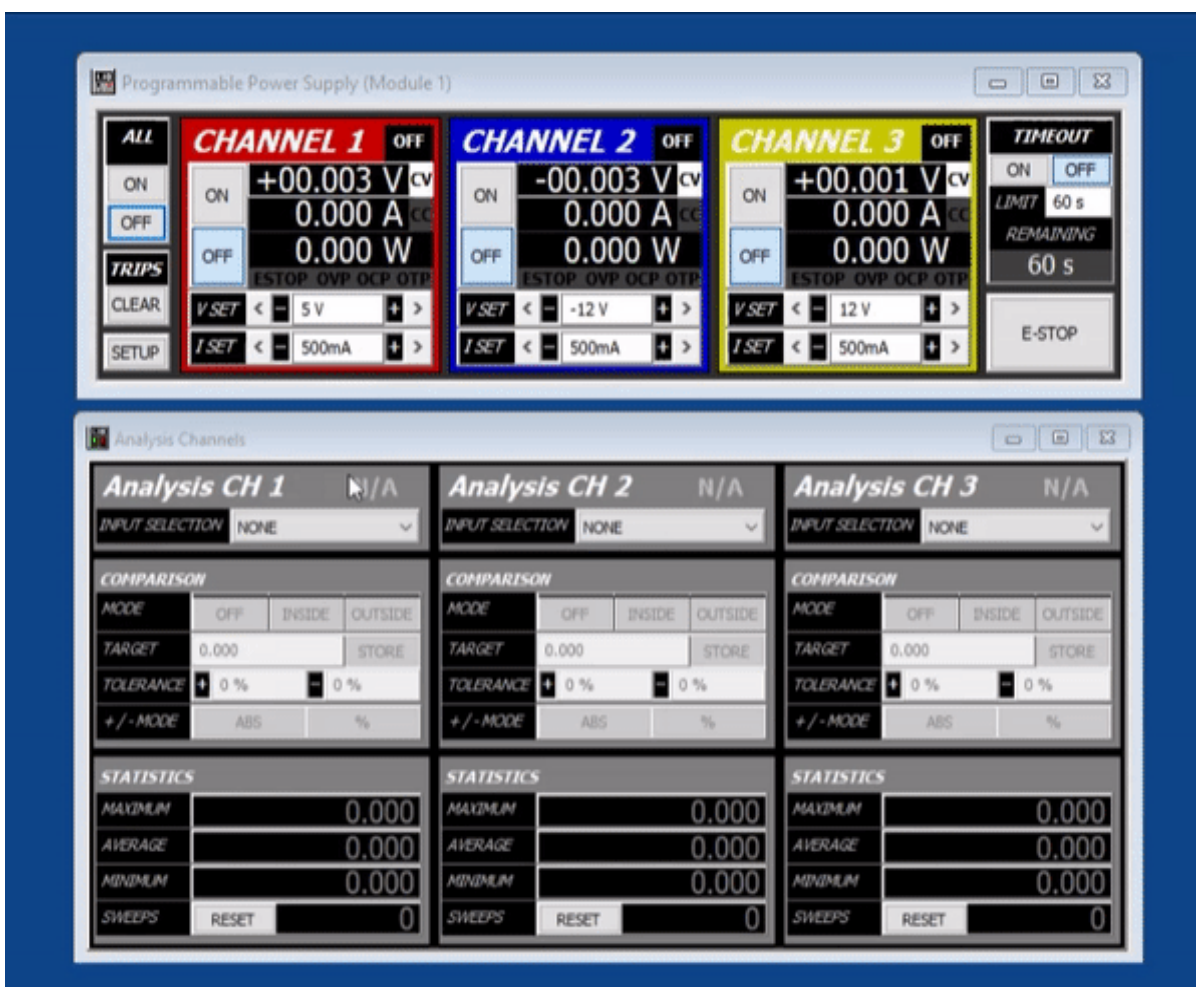 Programmable Power Supply (Module 1)
ALL
ON
OFF
TRIPS
CLEAR
SETUP
CHANNEL 1 OFF
ON
OFF
+00.003 V CV
0.000 A CC
0.000 W
ESTOP OVP OCP OTP
V SET < - 5 V + >
I SET < - 500mA + >
CHANNEL 2 OFF
ON
OFF
-00.003 V CV
0.000 A CC
0.000 W
ESTOP OVP OCP OTP
V SET < - -12 V + >
I SET < - 500mA + >
CHANNEL 3 OFF
ON
OFF
+00.001 V CV
0.000 A CC
0.000 W
ESTOP OVP OCP OTP
V SET < - 12 V + >
I SET < - 500mA + >
TIMEOUT
ON OFF
LIMIT 60 s
REMAINING
60 s
E-STOP
Analysis Channels
Analysis CH 1 N/A
INPUT SELECTION NONE
COMPARISON
MODE OFF INSIDE OUTSIDE
TARGET 0.000 STORE
TOLERANCE + 0 % - 0 %
+/-MODE ABS %
STATISTICS
MAXIMUM 0.000
AVERAGE 0.000
MINIMUM 0.000
SWEEPS RESET 0
Analysis CH 2 N/A
INPUT SELECTION NONE
COMPARISON
MODE OFF INSIDE OUTSIDE
TARGET 0.000 STORE
TOLERANCE + 0 % - 0 %
+/-MODE ABS %
STATISTICS
MAXIMUM 0.000
AVERAGE 0.000
MINIMUM 0.000
SWEEPS RESET 0
Analysis CH 3 N/A
INPUT SELECTION NONE
COMPARISON
MODE OFF INSIDE OUTSIDE
TARGET 0.000 STORE
TOLERANCE + 0 % - 0 %
+/-MODE ABS %
STATISTICS
MAXIMUM 0.000
AVERAGE 0.000
MINIMUM 0.000
SWEEPS RESET 0